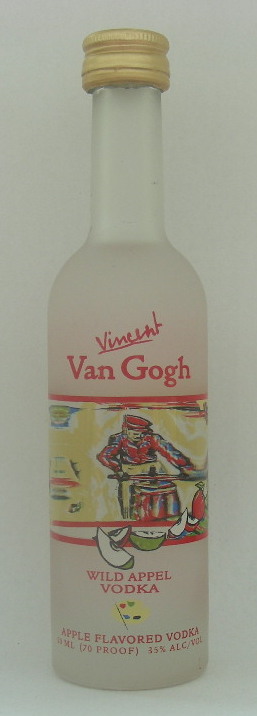 Vincent
Van Gogh
WILD APPEL
VODKA
APPLE FLAVORED VODKA
50 ML (70 PROOF) 35% ALC/VOL